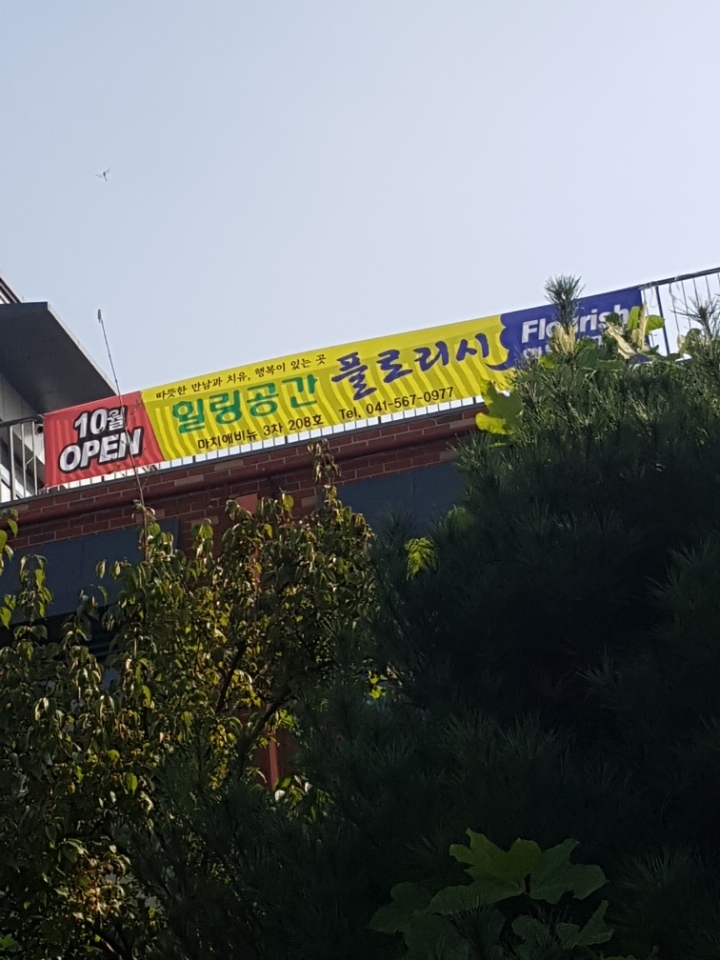 10월
OPEN
따뜻한 만남과 치유, 행복이 있는 곳
일링공간 플로리시
마치애비뉴 3차 208호 Tel, 041-567-0977
Flourish